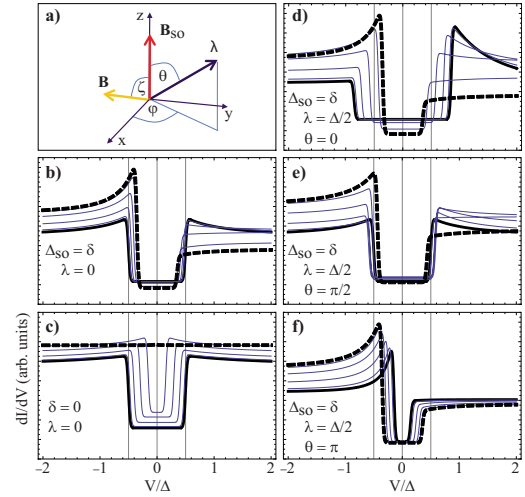 a)
z
B_SO
λ
B
ζ
θ
φ
y
x
d)
Δ_SO = δ
λ = Δ/2
θ = 0
b)
Δ_SO = δ
λ = 0
e)
Δ_SO = δ
λ = Δ/2
θ = π/2
c)
δ = 0
λ = 0
f)
Δ_SO = δ
λ = Δ/2
θ = π
dI/dV (arb. units)
−2 −1 0 1 2
−1 0 1 2
V/Δ
V/Δ